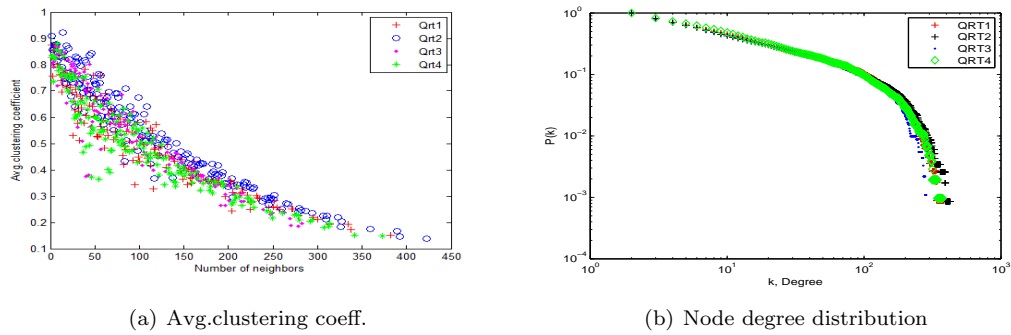 Qrt1
Qrt2
Qrt3
Qrt4
1
0.9
0.8
0.7
0.6
0.5
0.4
0.3
0.2
0.1
Avg.clustering coefficient
0 50 100 150 200 250 300 350 400 450
Number of neighbors
(a) Avg.clustering coeff.
QRT1
QRT2
QRT3
QRT4
10^0
10^-1
10^-2
10^-3
10^-4
P(k)
10^0 10^1 10^2 10^3
k, Degree
(b) Node degree distribution